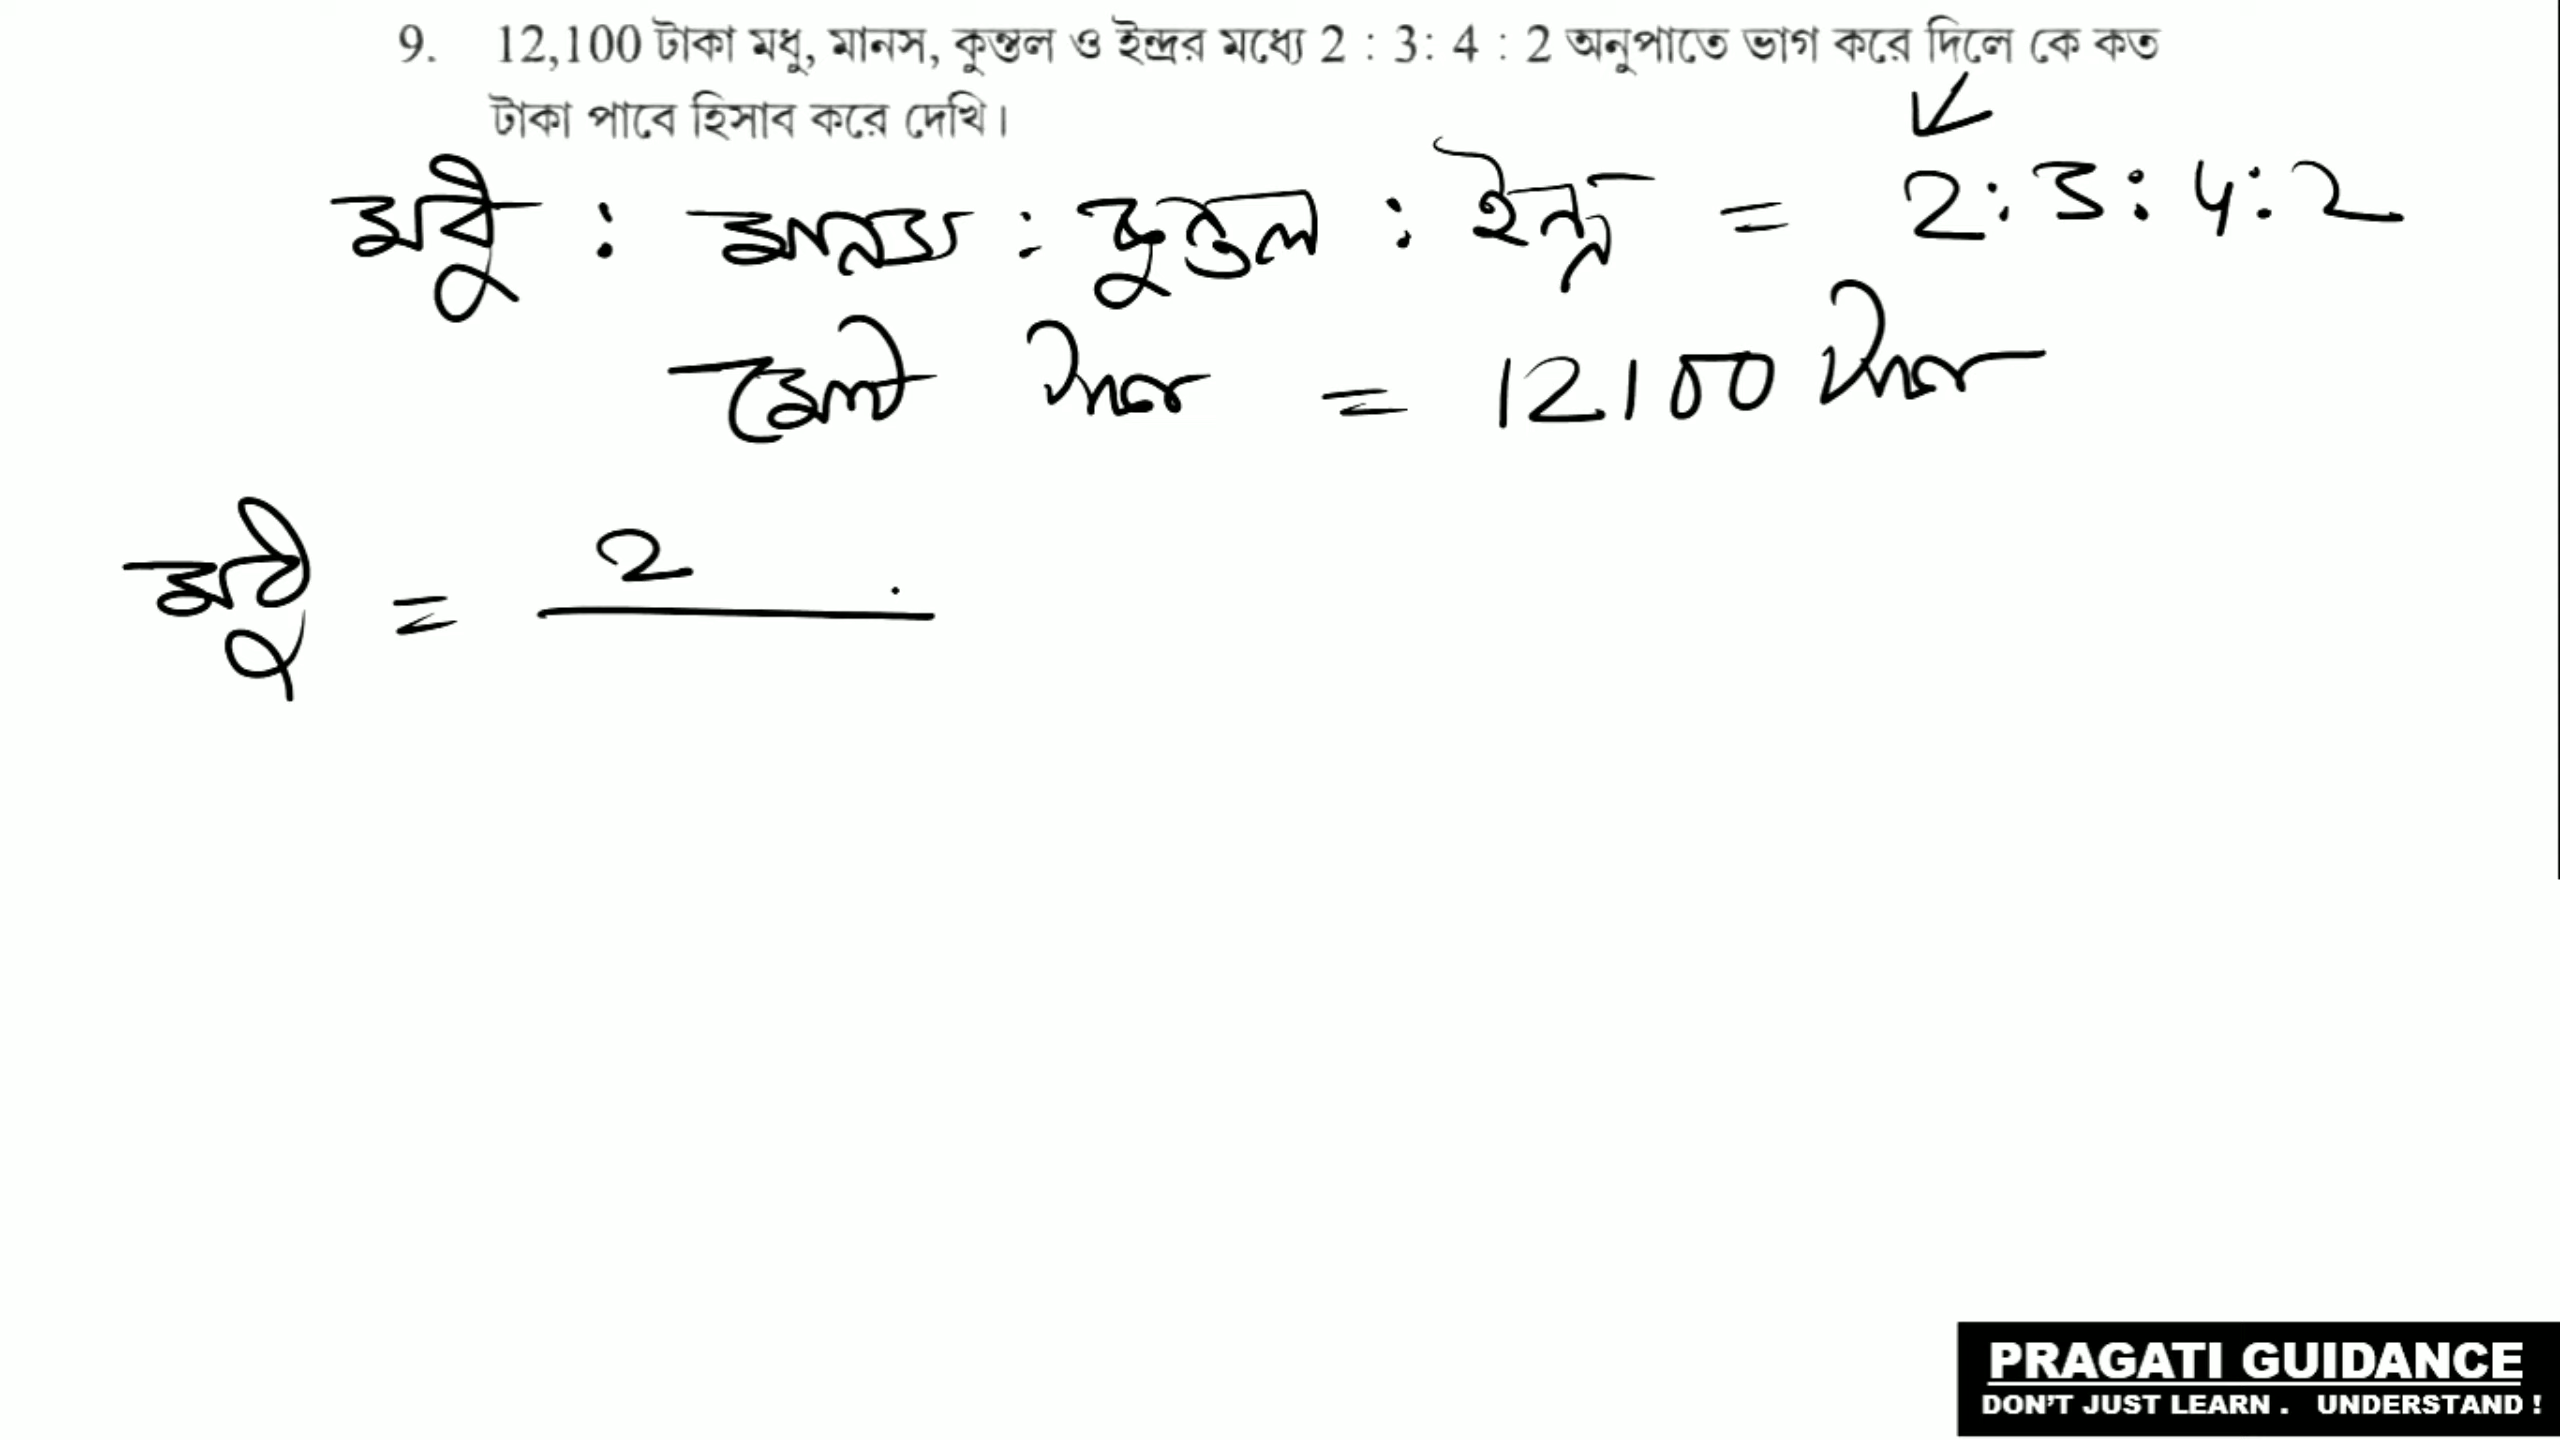 9. 12,100 টাকা মধু, মানস, কুন্তল ও ইন্দ্রর মধ্যে 2 : 3: 4 : 2 অনুপাতে ভাগ করে দিলে কে কত
টাকা পাবে হিসাব করে দেখি।
মধু : মানস : কুন্তল : ইন্দ্র = 2:3:4:2
মোট টাকা = 12100 টাকা
মধু = 2
PRAGATI GUIDANCE
DON'T JUST LEARN . UNDERSTAND !